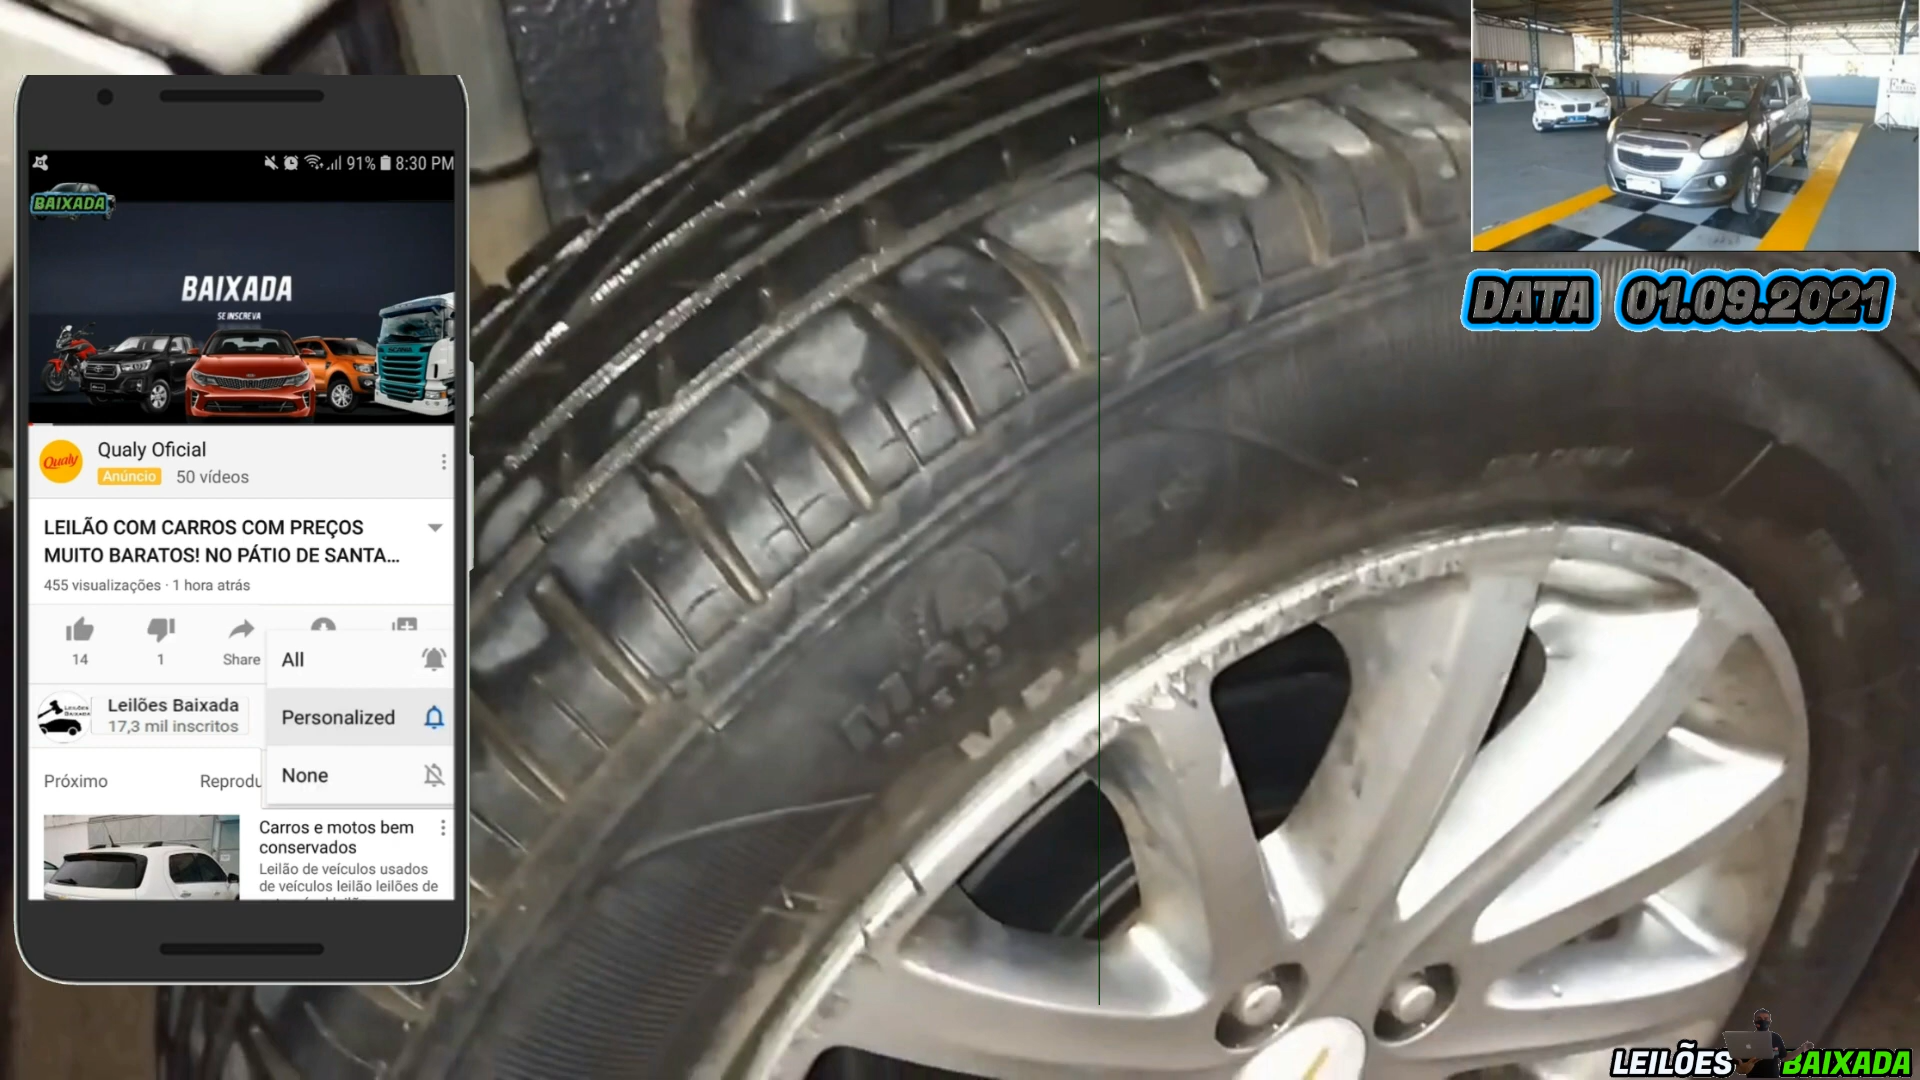 91% 8:30 PM
BAIXADA
BAIXADA
SE INSCREVA
SCANIA
Qualy
Qualy Oficial
Anúncio 50 vídeos
LEILÃO COM CARROS COM PREÇOS
MUITO BARATOS! NO PÁTIO DE SANTA...
455 visualizações · 1 hora atrás
14
1
Share
All
Personalized
None
LEILÕES
BAIXADA
Leilões Baixada
17,3 mil inscritos
Próximo
Reprodu
Carros e motos bem
conservados
Leilão de veículos usados
de veículos leilão leilões de
DATA 01.09.2021
LEILÕES BAIXADA